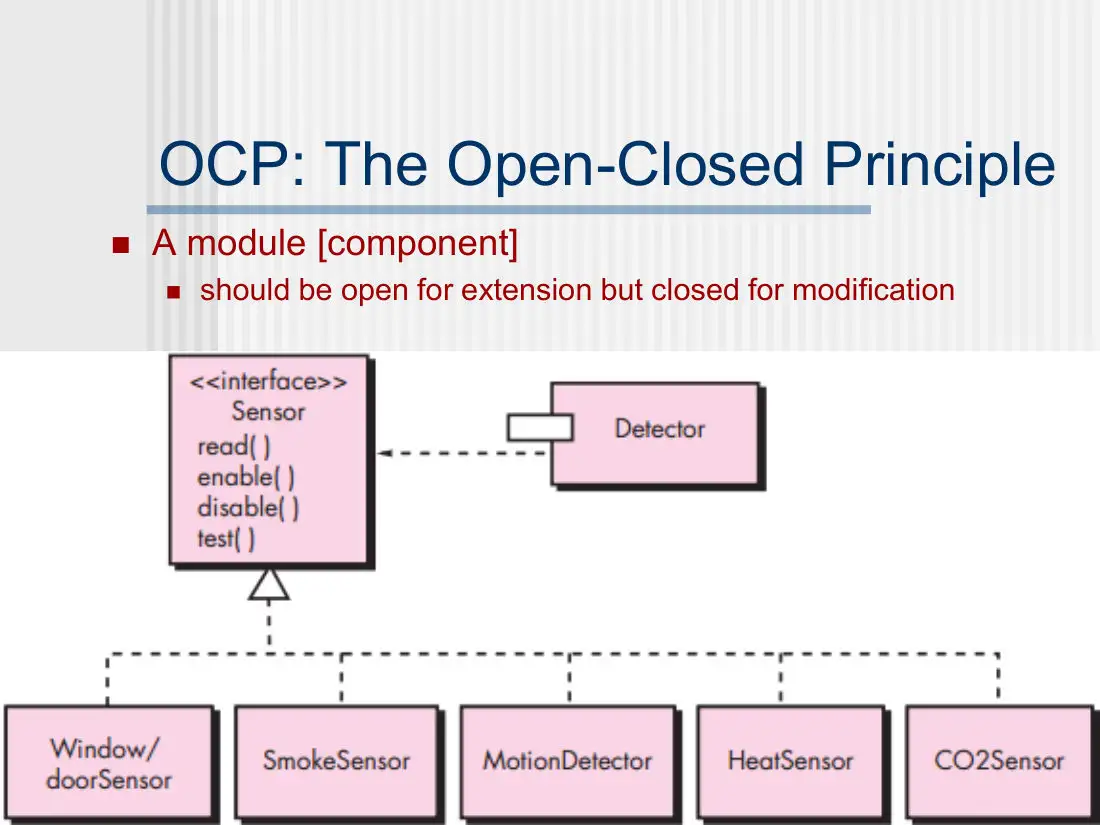 OCP: The Open-Closed Principle
A module [component]
should be open for extension but closed for modification
<<interface>>
Sensor
read( )
enable( )
disable( )
test( )
Detector
Window/
doorSensor
SmokeSensor
MotionDetector
HeatSensor
CO2Sensor